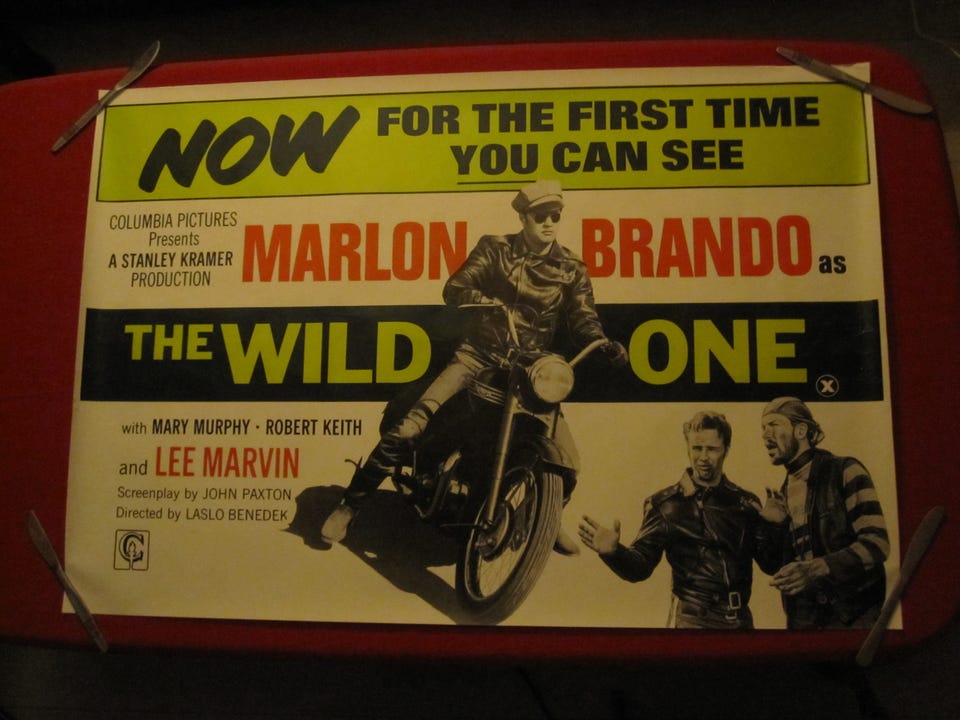 NOW FOR THE FIRST TIME
YOU CAN SEE
COLUMBIA PICTURES
Presents
A STANLEY KRAMER
PRODUCTION
MARLON BRANDO as
THE WILD ONE
X
with MARY MURPHY · ROBERT KEITH
and LEE MARVIN
Screenplay by JOHN PAXTON
Directed by LASLO BENEDEK